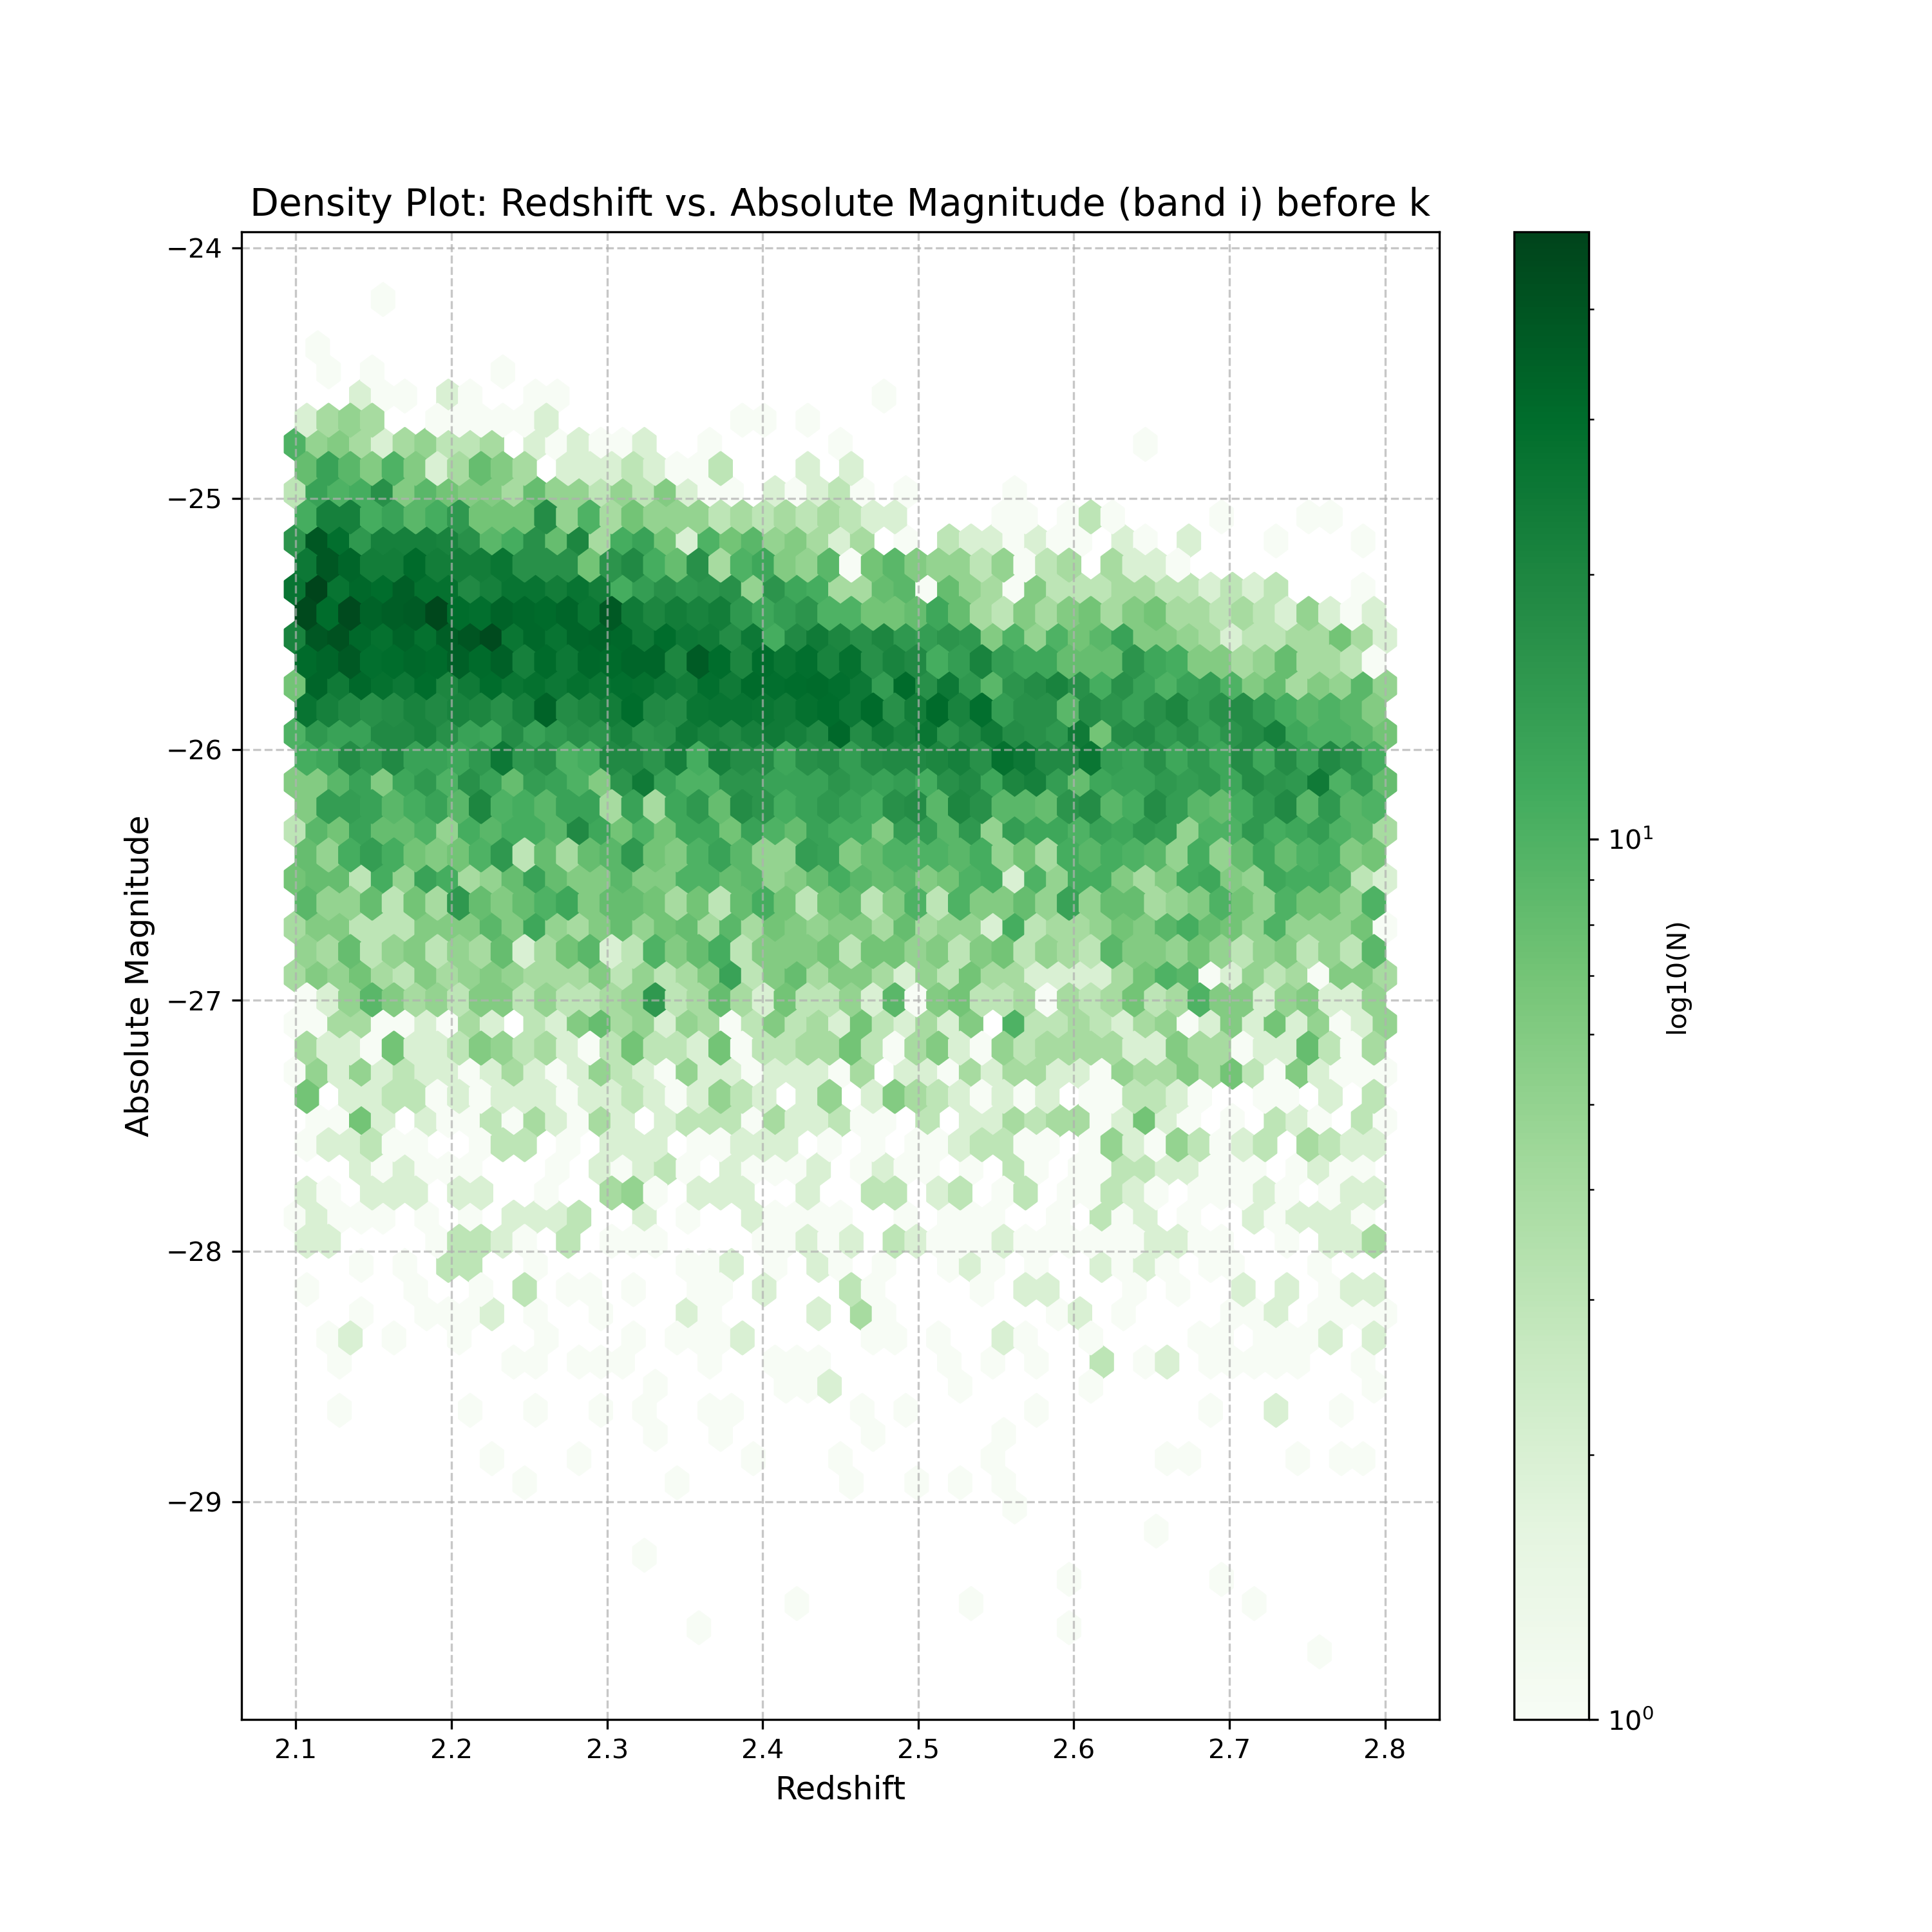 Density Plot: Redshift vs. Absolute Magnitude (band i) before k
−24
−25
−26
−27
−28
−29
Absolute Magnitude
2.1 2.2 2.3 2.4 2.5 2.6 2.7 2.8
Redshift
10¹
10⁰
log10(N)